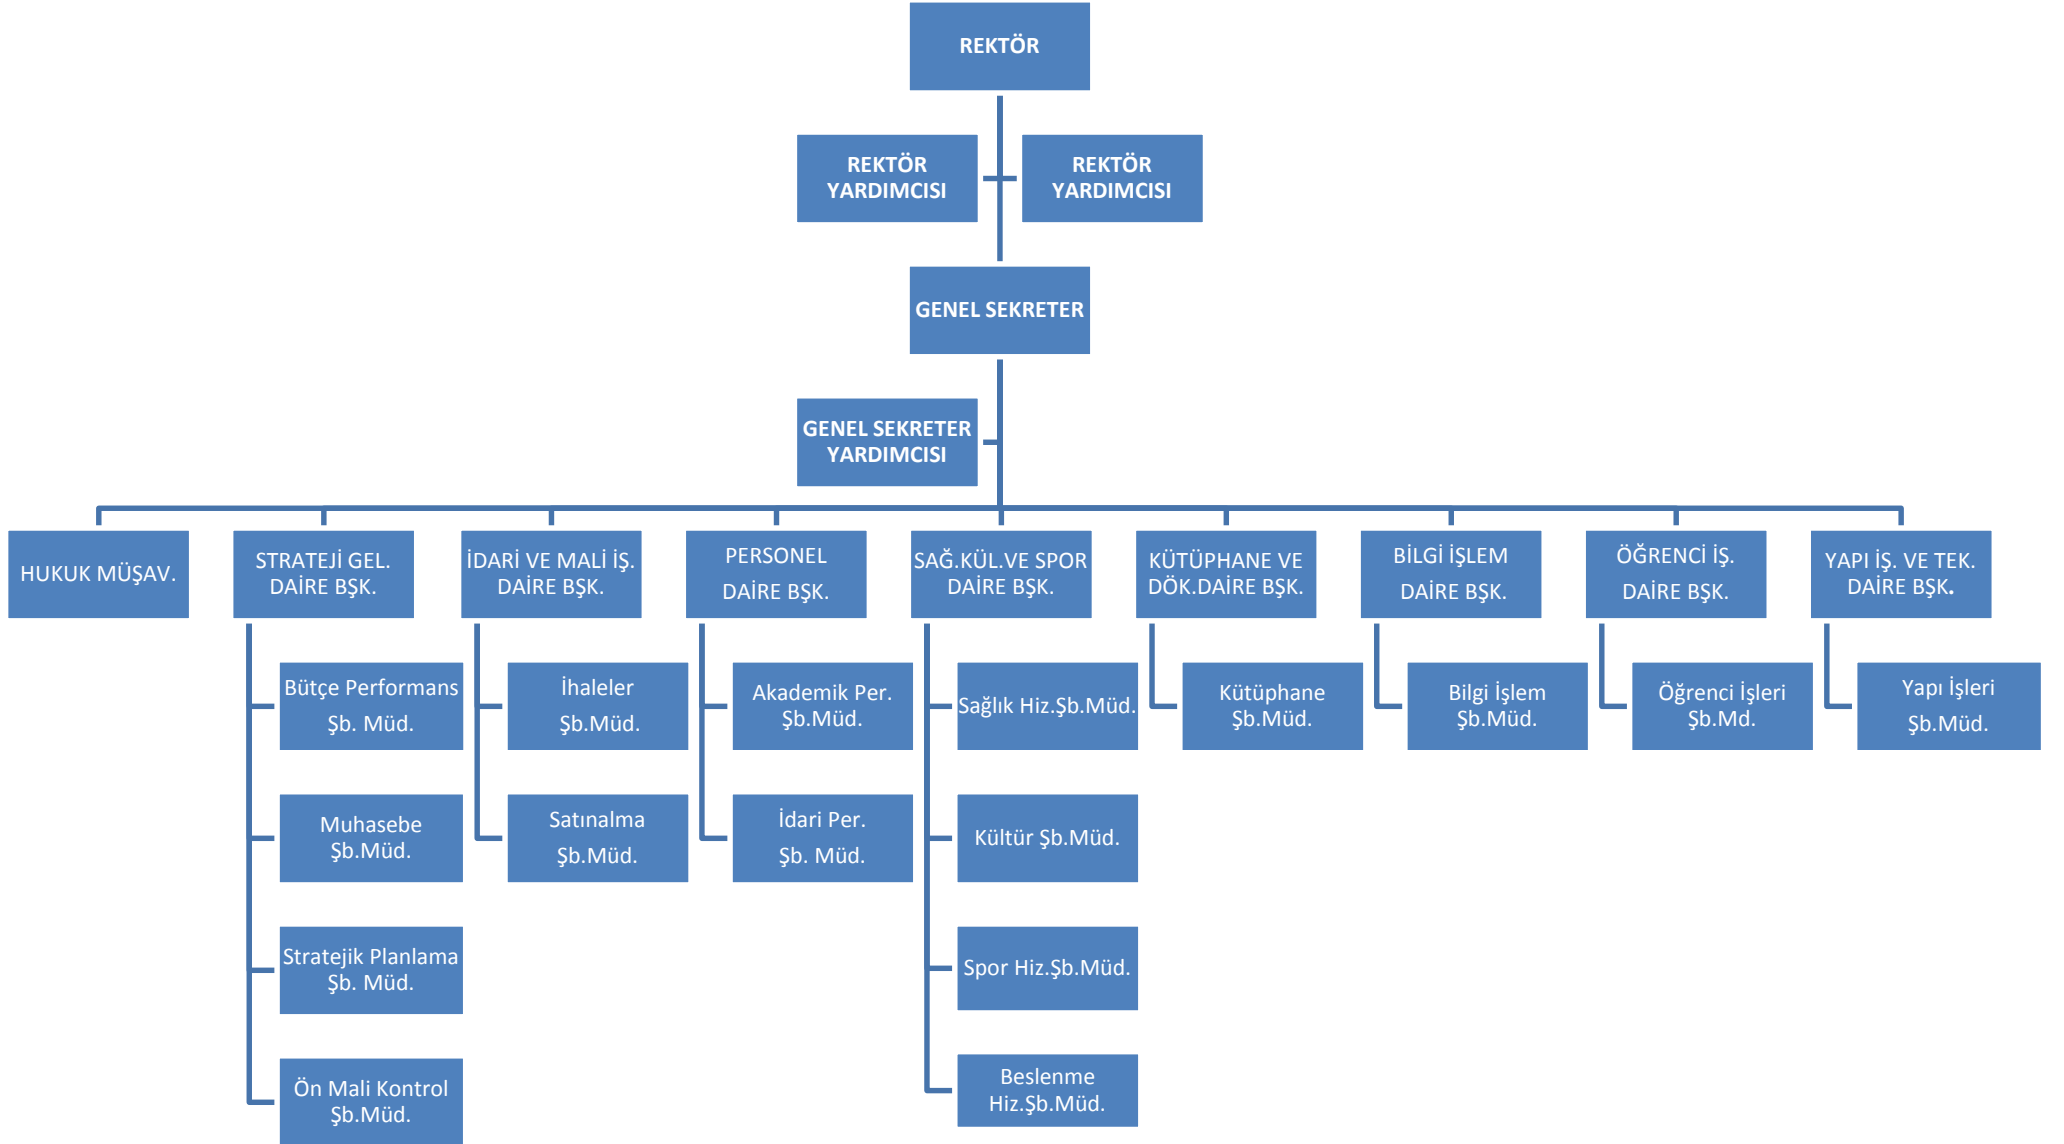 REKTÖR
REKTÖR
YARDIMCISI
REKTÖR
YARDIMCISI
GENEL SEKRETER
GENEL SEKRETER
YARDIMCISI
HUKUK MÜŞAV.
STRATEJİ GEL.
DAİRE BŞK.
İDARİ VE MALİ İŞ.
DAİRE BŞK.
PERSONEL
DAİRE BŞK.
SAĞ.KÜL.VE SPOR
DAİRE BŞK.
KÜTÜPHANE VE
DÖK.DAİRE BŞK.
BİLGİ İŞLEM
DAİRE BŞK.
ÖĞRENCİ İŞ.
DAİRE BŞK.
YAPI İŞ. VE TEK.
DAİRE BŞK.
Bütçe Performans
Şb. Müd.
İhaleler
Şb.Müd.
Akademik Per.
Şb.Müd.
Sağlık Hiz.Şb.Müd.
Kütüphane
Şb.Müd.
Bilgi İşlem
Şb.Müd.
Öğrenci İşleri
Şb.Md.
Yapı İşleri
Şb.Müd.
Muhasebe
Şb.Müd.
Satınalma
Şb.Müd.
İdari Per.
Şb. Müd.
Kültür Şb.Müd.
Stratejik Planlama
Şb. Müd.
Spor Hiz.Şb.Müd.
Ön Mali Kontrol
Şb.Müd.
Beslenme
Hiz.Şb.Müd.